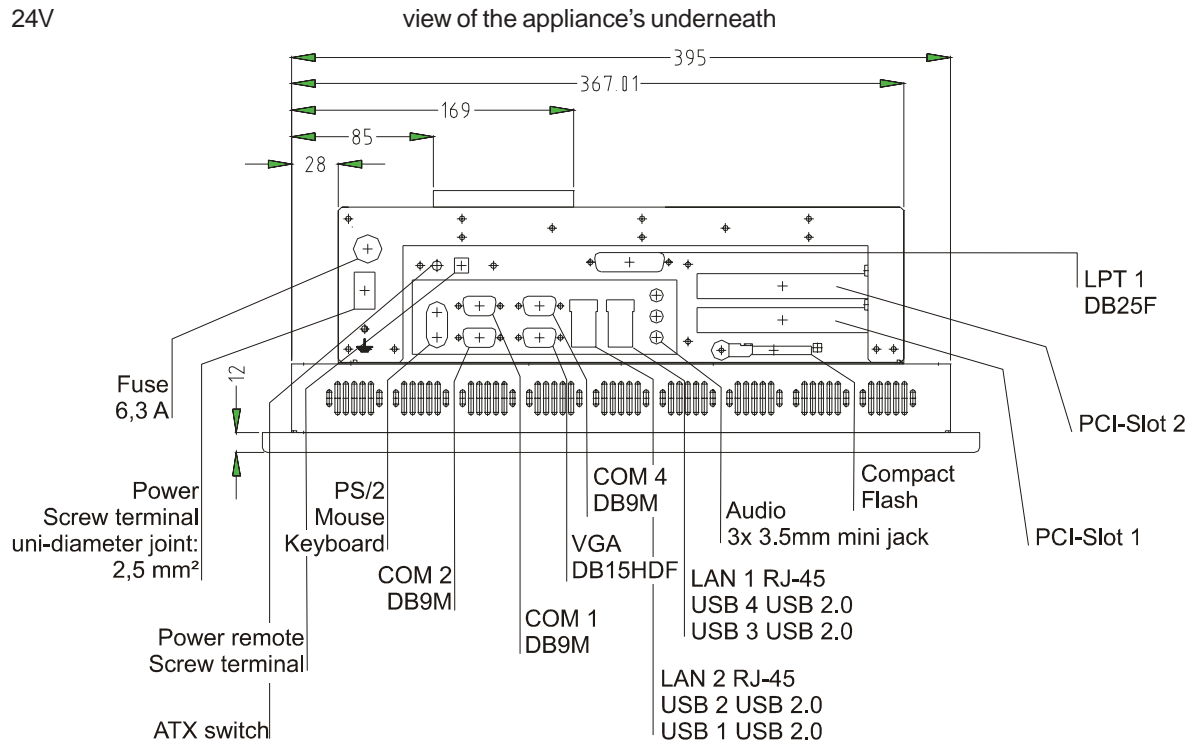 24V
view of the appliance's underneath
395
367.01
169
85
28
LPT 1
DB25F
12
Fuse
6,3 A
PCI-Slot 2
Power
Screw terminal
uni-diameter joint:
2,5 mm²
PS/2
Mouse
Keyboard
COM 4
DB9M
Compact
Flash
Audio
3x 3.5mm mini jack
PCI-Slot 1
VGA
DB15HDF
COM 2
DB9M
LAN 1 RJ-45
USB 4 USB 2.0
USB 3 USB 2.0
COM 1
DB9M
Power remote
Screw terminal
LAN 2 RJ-45
USB 2 USB 2.0
USB 1 USB 2.0
ATX switch